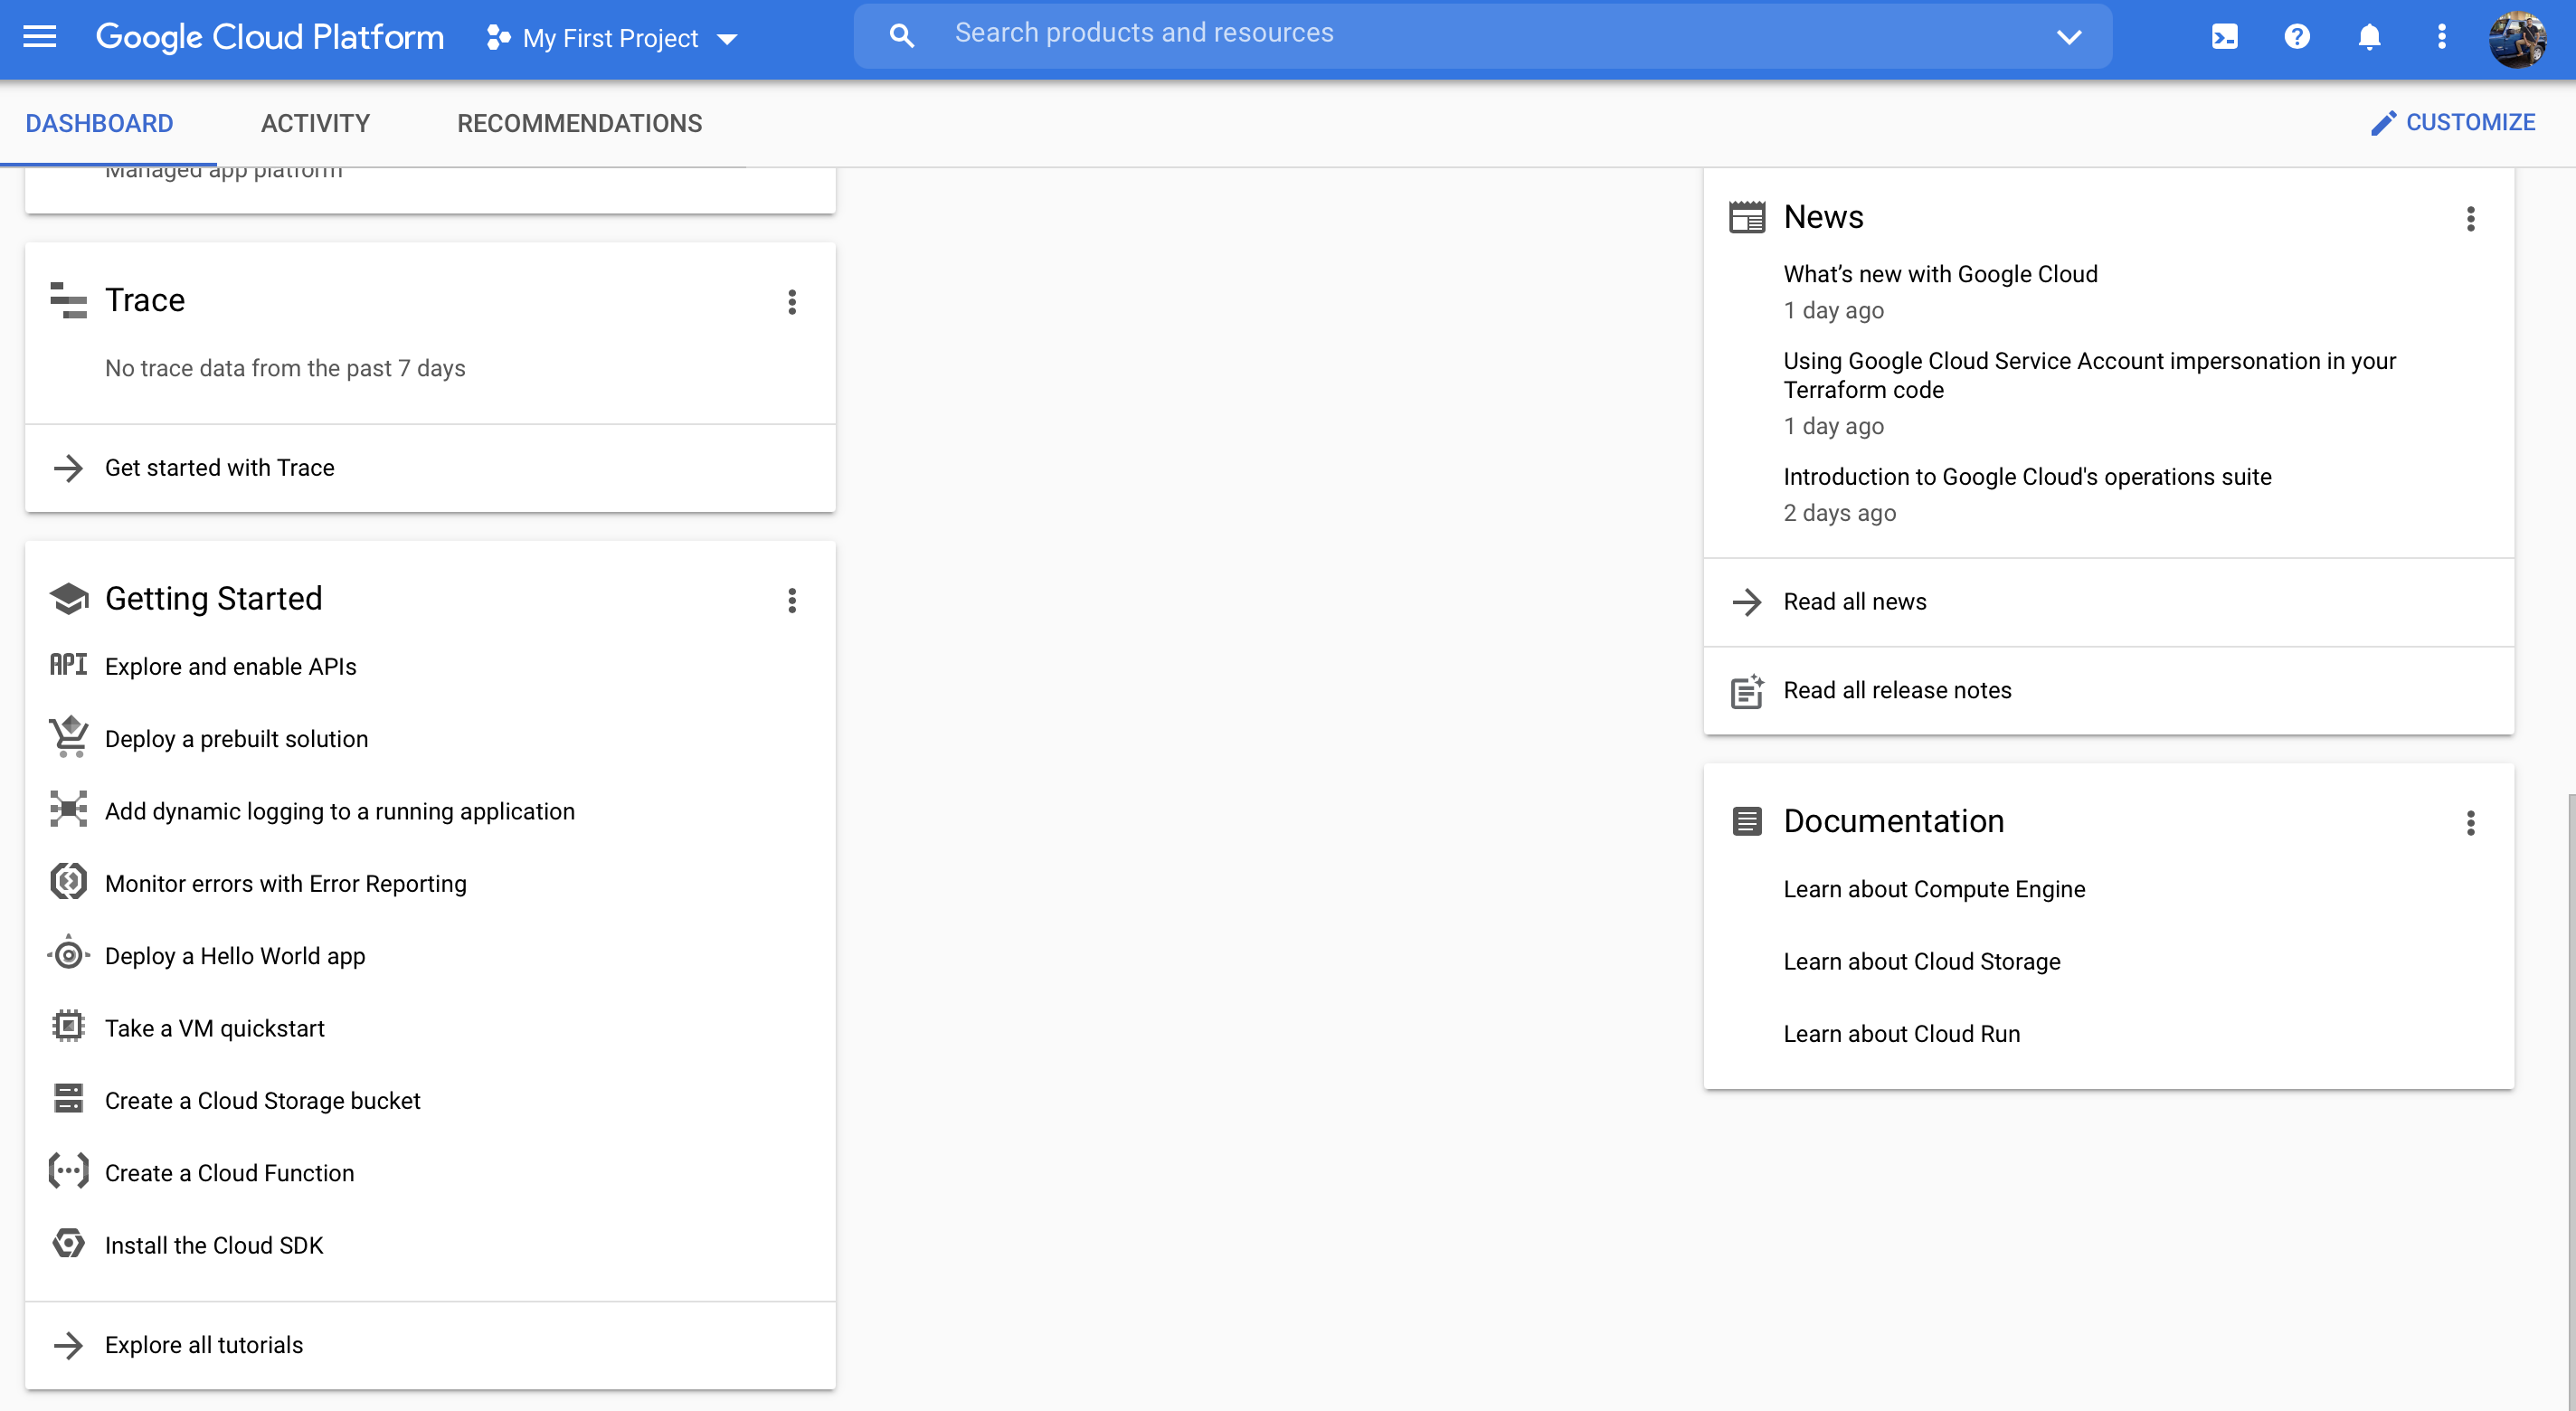 Google Cloud Platform
My First Project
Search products and resources
DASHBOARD
ACTIVITY
RECOMMENDATIONS
CUSTOMIZE
Managed app platform
Trace
No trace data from the past 7 days
Get started with Trace
Getting Started
API Explore and enable APIs
Deploy a prebuilt solution
Add dynamic logging to a running application
Monitor errors with Error Reporting
Deploy a Hello World app
Take a VM quickstart
Create a Cloud Storage bucket
Create a Cloud Function
Install the Cloud SDK
Explore all tutorials
News
What’s new with Google Cloud
1 day ago
Using Google Cloud Service Account impersonation in your
Terraform code
1 day ago
Introduction to Google Cloud's operations suite
2 days ago
Read all news
Read all release notes
Documentation
Learn about Compute Engine
Learn about Cloud Storage
Learn about Cloud Run